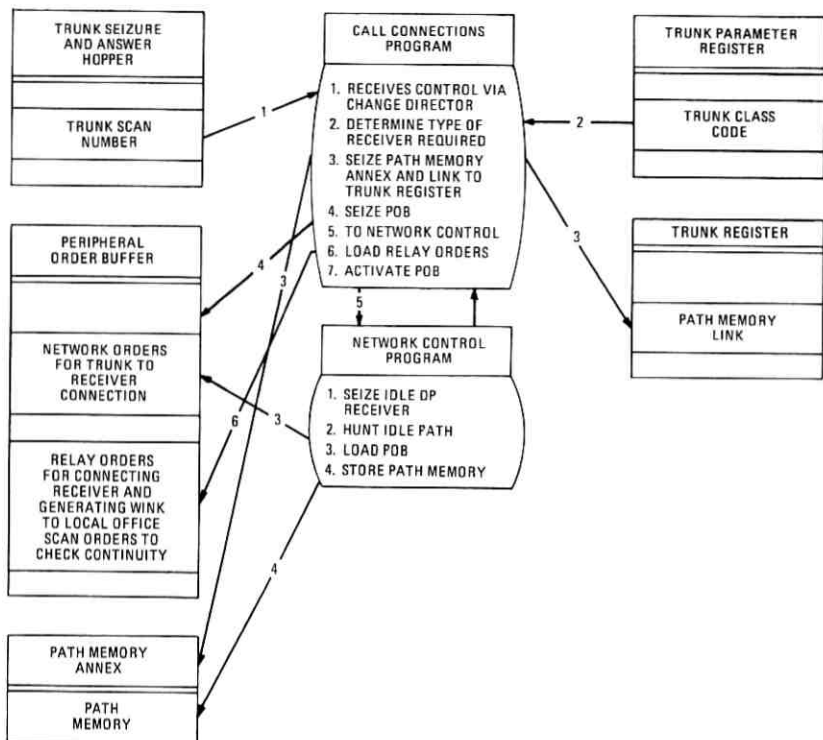 TRUNK SEIZURE
AND ANSWER
HOPPER
TRUNK SCAN
NUMBER
1
CALL CONNECTIONS
PROGRAM
1. RECEIVES CONTROL VIA
CHANGE DIRECTOR
2. DETERMINE TYPE OF
RECEIVER REQUIRED
3. SEIZE PATH MEMORY
ANNEX AND LINK TO
TRUNK REGISTER
4. SEIZE POB
5. TO NETWORK CONTROL
6. LOAD RELAY ORDERS
7. ACTIVATE POB
TRUNK PARAMETER
REGISTER
TRUNK CLASS
CODE
2
3
TRUNK REGISTER
PATH MEMORY
LINK
PERIPHERAL
ORDER BUFFER
NETWORK ORDERS
FOR TRUNK TO
RECEIVER
CONNECTION
RELAY ORDERS
FOR CONNECTING
RECEIVER AND
GENERATING WINK
TO LOCAL OFFICE
SCAN ORDERS TO
CHECK CONTINUITY
4
3
5
6
3
NETWORK CONTROL
PROGRAM
1. SEIZE IDLE DP
RECEIVER
2. HUNT IDLE PATH
3. LOAD POB
4. STORE PATH MEMORY
4
PATH MEMORY
ANNEX
PATH
MEMORY